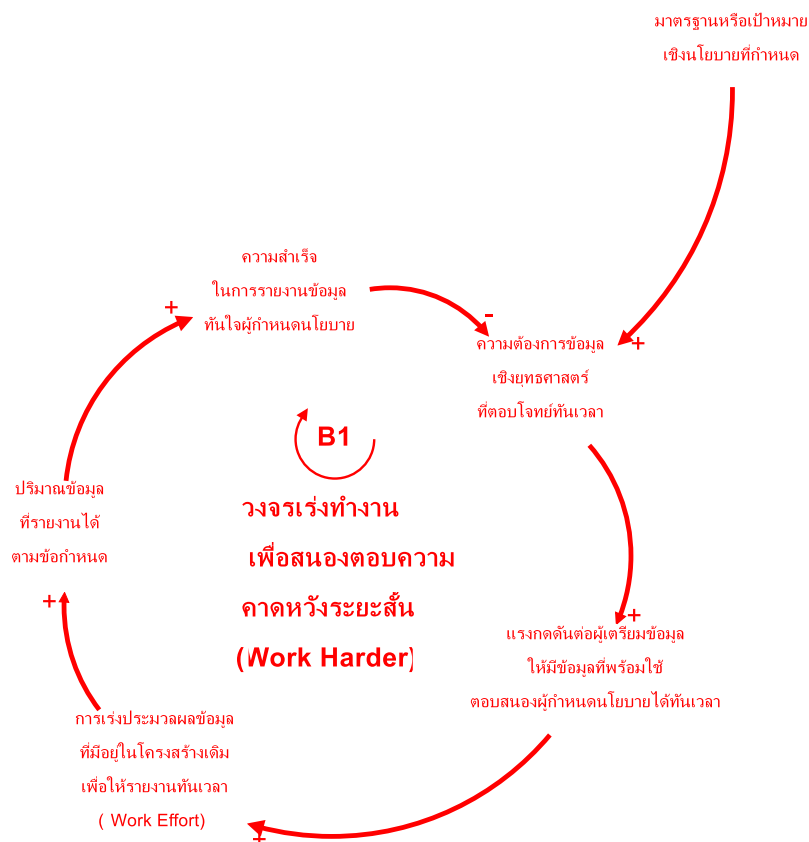 มาตรฐานหรือเป้าหมาย
เชิงนโยบายที่กำหนด
ความสำเร็จ
ในการรายงานข้อมูล
ทันใจผู้กำหนดนโยบาย
+
-
ความต้องการข้อมูล
+
เชิงยุทธศาสตร์
ที่ตอบโจทย์ทันเวลา
B1
วงจรเร่งทำงาน
เพื่อสนองตอบความ
คาดหวังระยะสั้น
(Work Harder)
ปริมาณข้อมูล
ที่รายงานได้
ตามข้อกำหนด
+
+
แรงกดดันต่อผู้เตรียมข้อมูล
ให้มีข้อมูลที่พร้อมใช้
ตอบสนองผู้กำหนดนโยบายได้ทันเวลา
การเร่งประมวลผลข้อมูล
ที่มีอยู่ในโครงสร้างเดิม
เพื่อให้รายงานทันเวลา
( Work Effort)
+